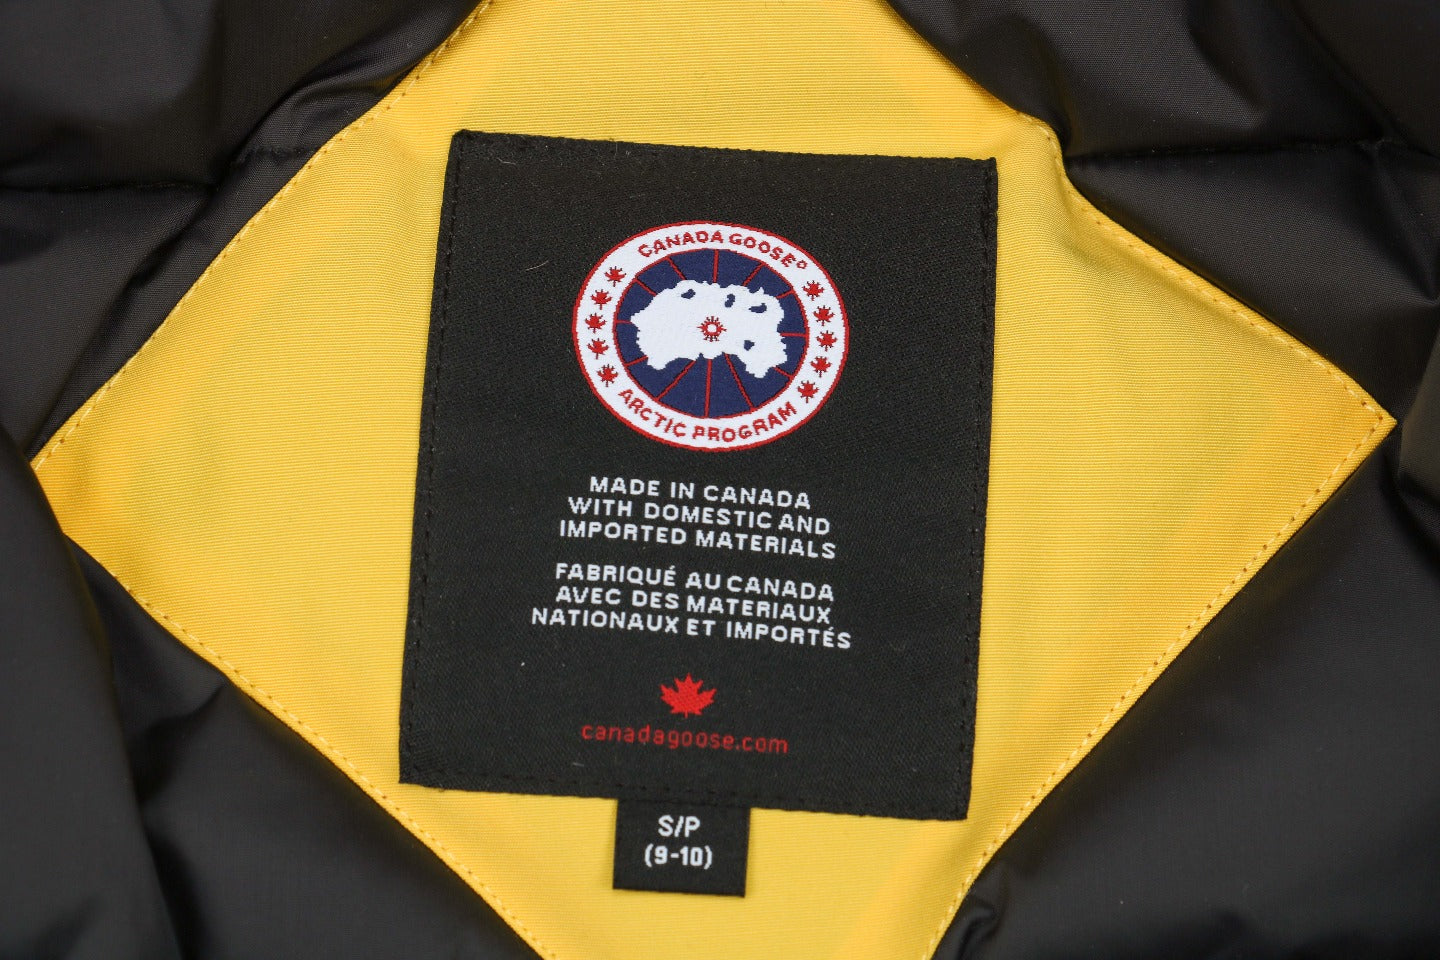 CANADA GOOSE®
ARCTIC PROGRAM
MADE IN CANADA
WITH DOMESTIC AND
IMPORTED MATERIALS
FABRIQUÉ AU CANADA
AVEC DES MATERIAUX
NATIONAUX ET IMPORTÉS
canadagoose.com
S/P
(9-10)